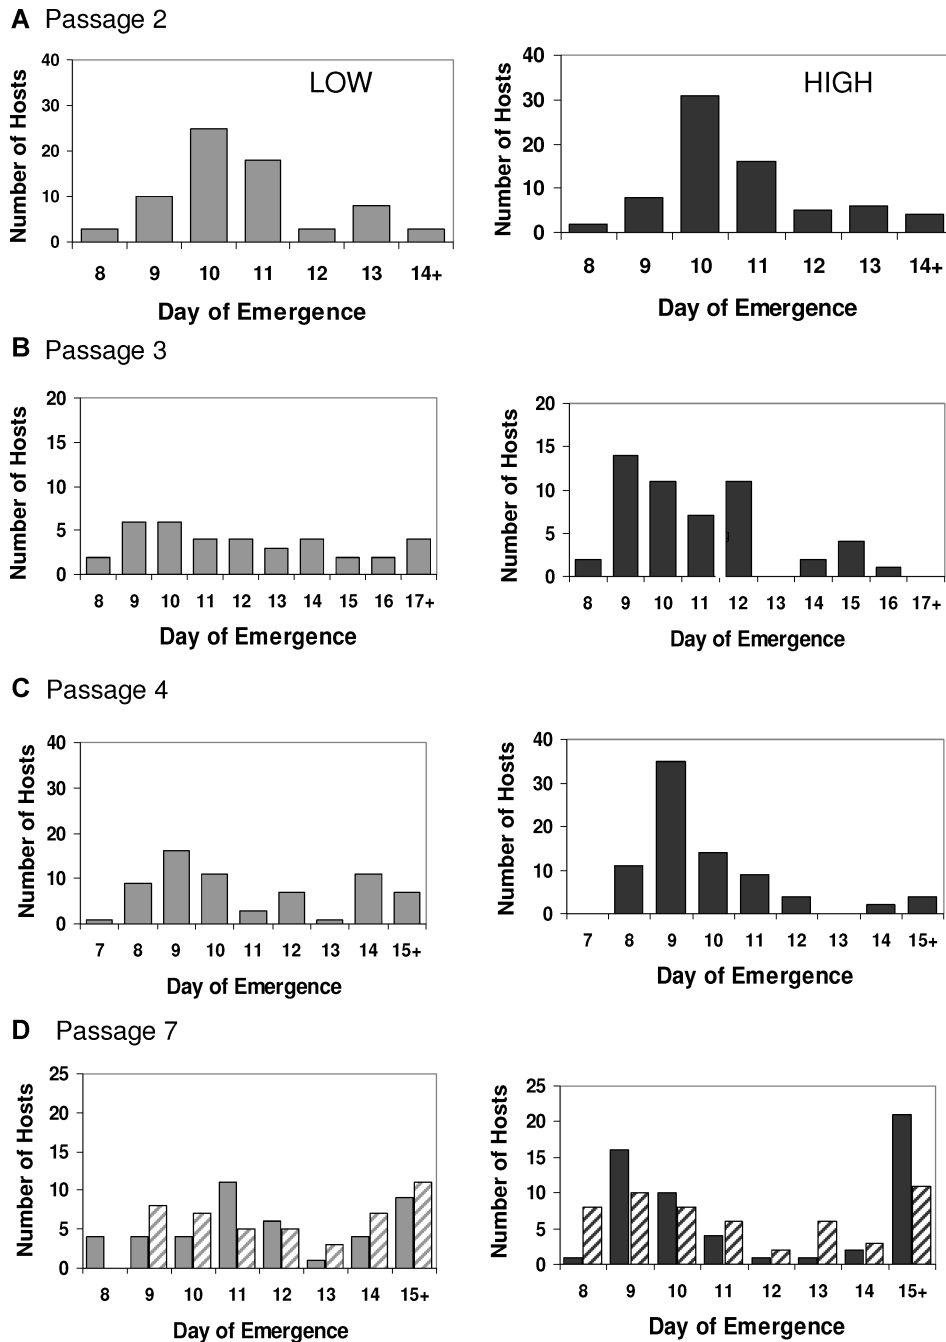 A Passage 2
40
30
20
10
0
Number of Hosts
LOW
8 9 10 11 12 13 14+
Day of Emergence
40
30
20
10
0
Number of Hosts
HIGH
8 9 10 11 12 13 14+
Day of Emergence
B Passage 3
20
15
10
5
0
Number of Hosts
8 9 10 11 12 13 14 15 16 17+
Day of Emergence
20
15
10
5
0
Number of Hosts
8 9 10 11 12 13 14 15 16 17+
Day of Emergence
C Passage 4
40
30
20
10
0
Number of Hosts
7 8 9 10 11 12 13 14 15+
Day of Emergence
40
30
20
10
0
Number of Hosts
7 8 9 10 11 12 13 14 15+
Day of Emergence
D Passage 7
25
20
15
10
5
0
Number of Hosts
8 9 10 11 12 13 14 15+
Day of Emergence
25
20
15
10
5
0
Number of Hosts
8 9 10 11 12 13 14 15+
Day of Emergence